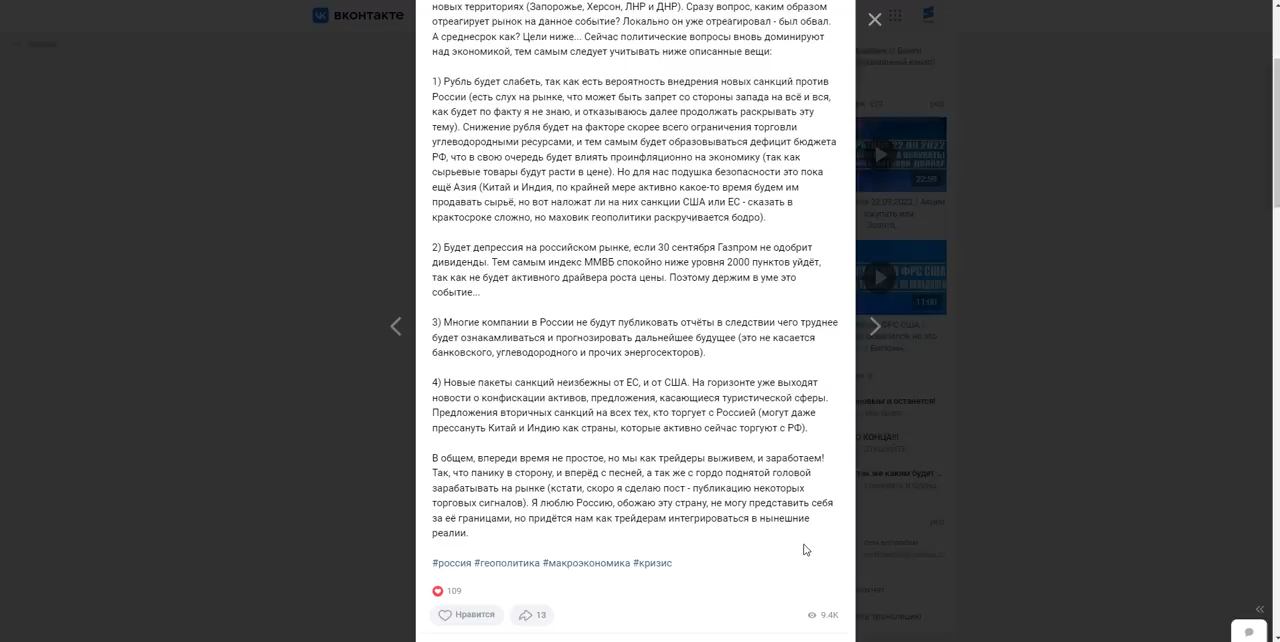 вконтакте
новых территориях (Запорожье, Херсон, ЛНР и ДНР). Сразу вопрос, каким образом
отреагирует рынок на данное событие? Локально он уже отреагировал - был обвал.
А среднесрок как? Цели ниже... Сейчас политические вопросы вновь доминируют
над экономикой, тем самым следует учитывать ниже описанные вещи:
1) Рубль будет слабеть, так как есть вероятность внедрения новых санкций против
России (есть слух на рынке, что может быть запрет со стороны запада на всё и вся,
как будет по факту я не знаю, и отказываюсь далее продолжать раскрывать эту
тему). Снижение рубля будет на факторе скорее всего ограничения торговли
углеводородными ресурсами, и тем самым будет образовываться дефицит бюджета
РФ, что в свою очередь будет влиять проинфляционно на экономику (так как
сырьевые товары будут расти в цене). Но для нас подушка безопасности это пока
ещё Азия (Китай и Индия, по крайней мере активно какое-то время будем им
продавать сырьё, но вот наложат ли на них санкции США или ЕС - сказать в
краткосроке сложно, но маховик геополитики раскручивается бодро).
2) Будет депрессия на российском рынке, если 30 сентября Газпром не одобрит
дивиденды. Тем самым индекс ММВБ спокойно ниже уровня 2000 пунктов уйдёт,
так как не будет активного драйвера роста цены. Поэтому держим в уме это
событие...
3) Многие компании в России не будут публиковать отчёты в следствии чего труднее
будет ознакамливаться и прогнозировать дальнейшее будущее (это не касается
банковского, углеводородного и прочих энергосекторов).
4) Новые пакеты санкций неизбежны от ЕС, и от США. На горизонте уже выходят
новости о конфискации активов, предложения, касающиеся туристической сферы.
Предложения вторичных санкций на всех тех, кто торгует с Россией (могут даже
прессануть Китай и Индию как страны, которые активно сейчас торгуют с РФ).
В общем, впереди время не простое, но мы как трейдеры выживем, и заработаем!
Так, что панику в сторону, и вперёд с песней, а так же с гордо поднятой головой
зарабатывать на рынке (кстати, скоро я сделаю пост - публикацию некоторых
торговых сигналов). Я люблю Россию, обожаю эту страну, не могу представить себя
за её границами, но придётся нам как трейдерам интегрироваться в нынешние
реалии.
#россия #геополитика #макроэкономика #кризис
109
Нравится 13 9.4K
22:58
11:00